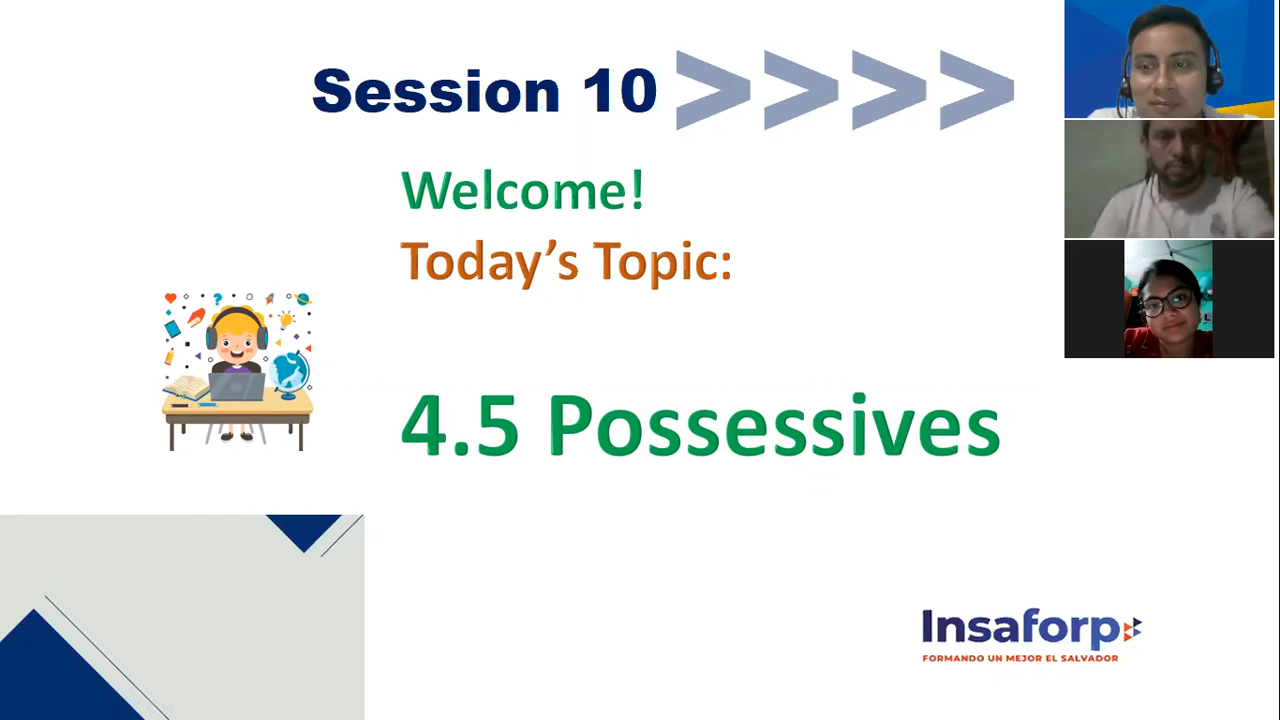 Session 10 >>>>
Welcome!
Today's Topic:
4.5 Possessives
Insaforp
FORMANDO UN MEJOR EL SALVADOR